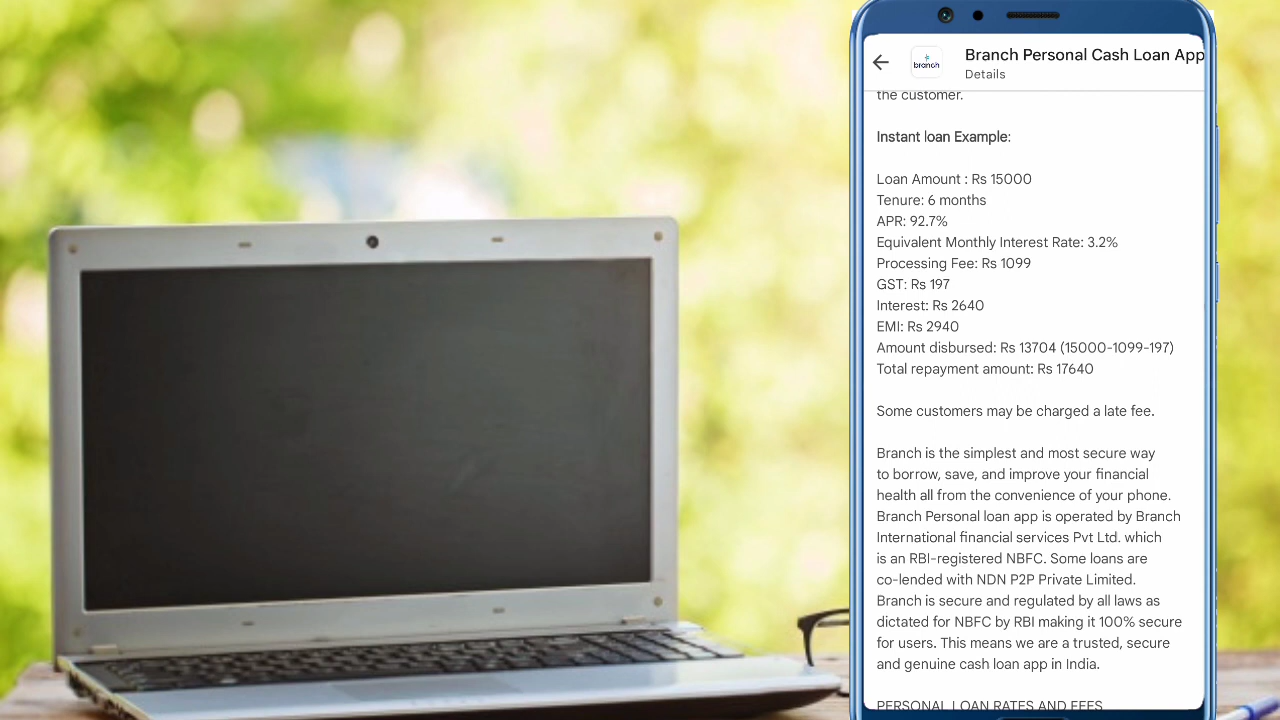 branch
Branch Personal Cash Loan App
Details
the customer.
Instant loan Example:
Loan Amount : Rs 15000
Tenure: 6 months
APR: 92.7%
Equivalent Monthly Interest Rate: 3.2%
Processing Fee: Rs 1099
GST: Rs 197
Interest: Rs 2640
EMI: Rs 2940
Amount disbursed: Rs 13704 (15000-1099-197)
Total repayment amount: Rs 17640
Some customers may be charged a late fee.
Branch is the simplest and most secure way
to borrow, save, and improve your financial
health all from the convenience of your phone.
Branch Personal loan app is operated by Branch
International financial services Pvt Ltd. which
is an RBI-registered NBFC. Some loans are
co-lended with NDN P2P Private Limited.
Branch is secure and regulated by all laws as
dictated for NBFC by RBI making it 100% secure
for users. This means we are a trusted, secure
and genuine cash loan app in India.
PERSONAL LOAN RATES AND FEES